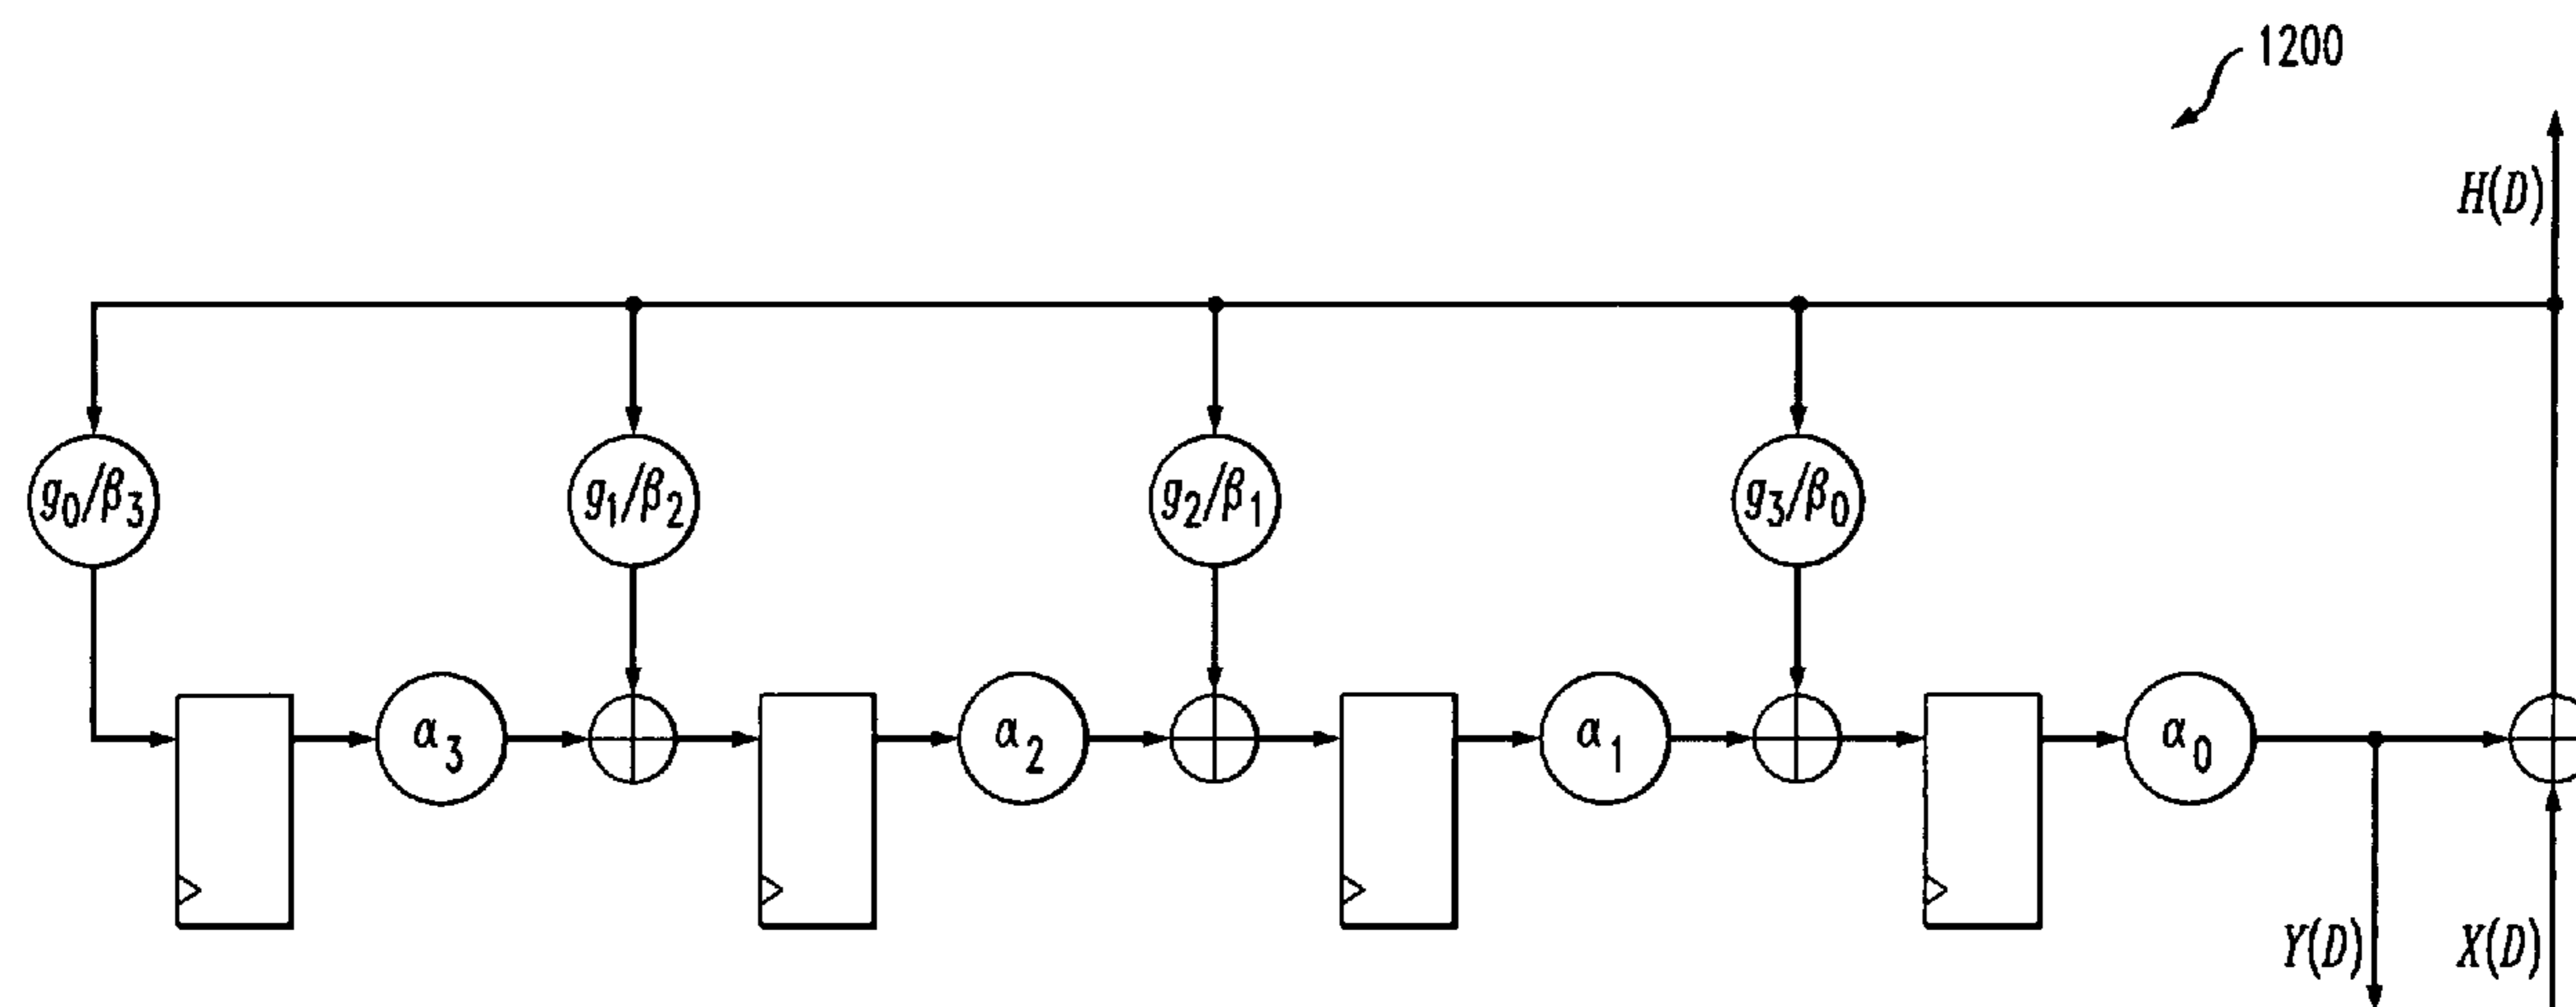 1200
H(D)
g₀/β₃
g₁/β₂
g₂/β₁
g₃/β₀
α₃
α₂
α₁
α₀
Y(D)
X(D)